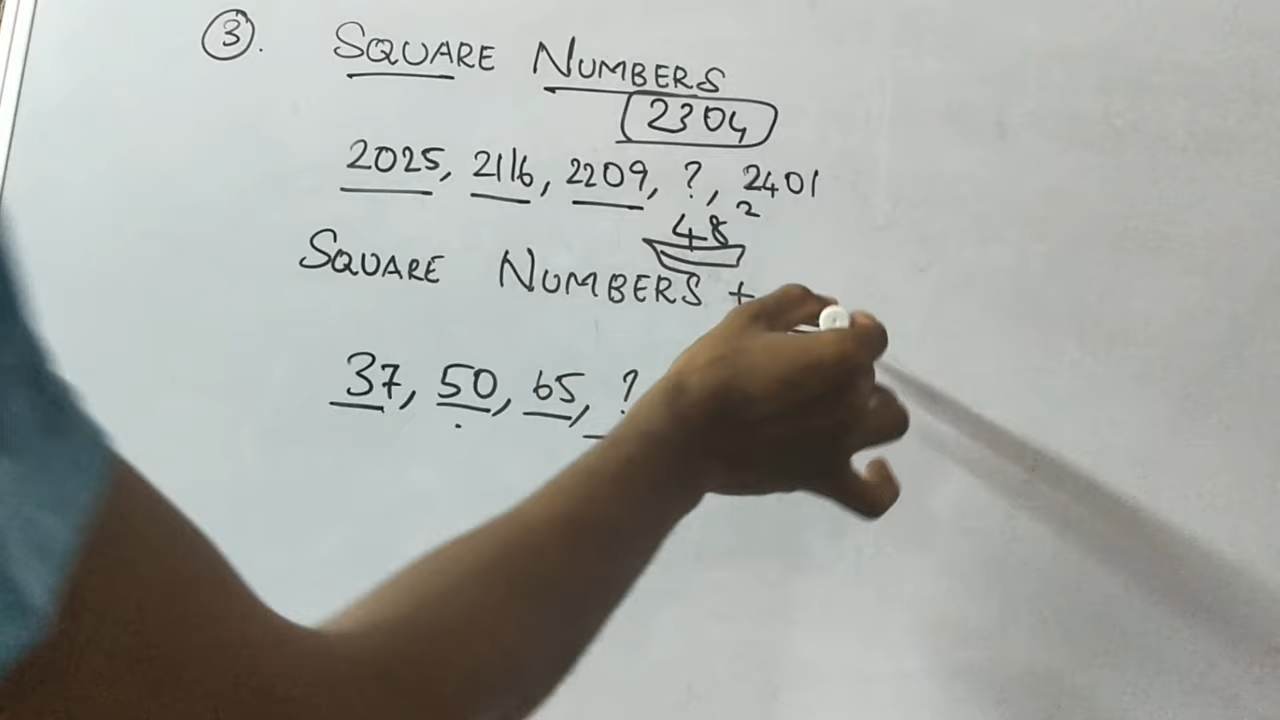 3. SQUARE NUMBERS
2304
2025, 2116, 2209, ?, 2401
48²
SQUARE NUMBERS +
37, 50, 65, ?